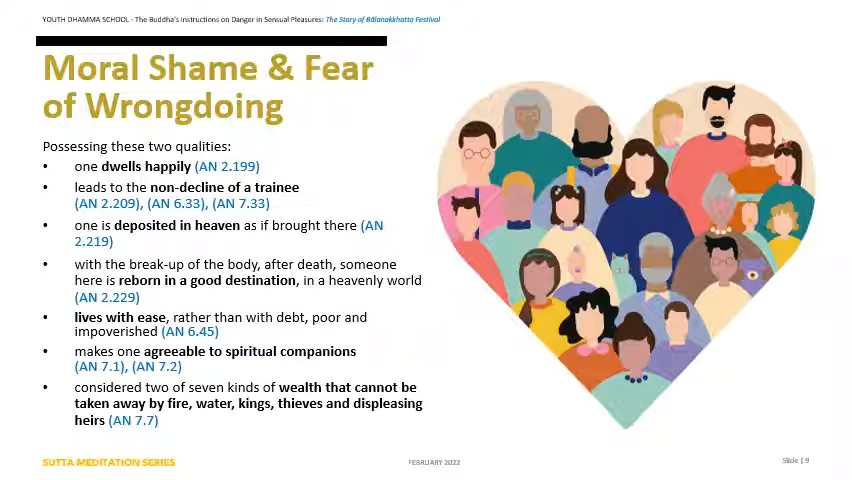 YOUTH DHAMMA SCHOOL - The Buddha's Instructions on Danger in Sensual Pleasures: The Story of Bālanakkhatta Festival
Moral Shame & Fear
of Wrongdoing
Possessing these two qualities:
• one dwells happily (AN 2.199)
• leads to the non-decline of a trainee
(AN 2.209), (AN 6.33), (AN 7.33)
• one is deposited in heaven as if brought there (AN
2.219)
• with the break-up of the body, after death, someone
here is reborn in a good destination, in a heavenly world
(AN 2.229)
• lives with ease, rather than with debt, poor and
impoverished (AN 6.45)
• makes one agreeable to spiritual companions
(AN 7.1), (AN 7.2)
• considered two of seven kinds of wealth that cannot be
taken away by fire, water, kings, thieves and displeasing
heirs (AN 7.7)
SUTTA MEDITATION SERIES
FEBRUARY 2022
Slide | 9